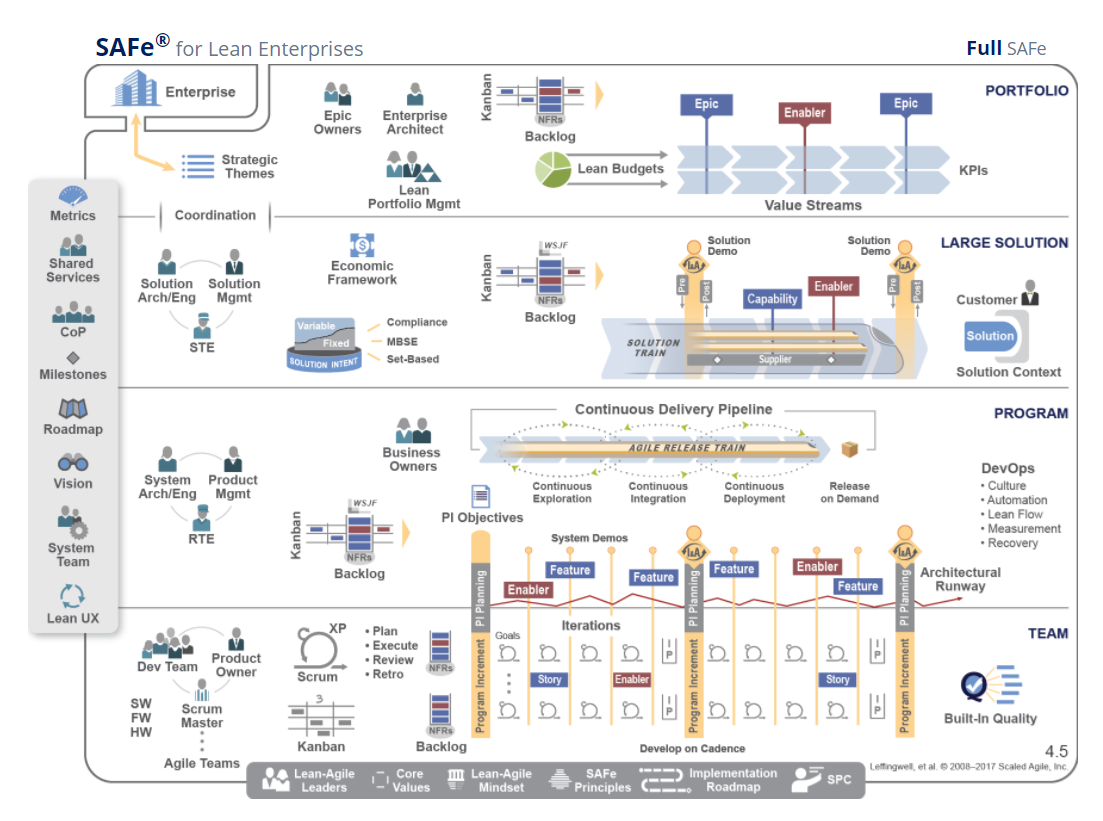 SAFe® for Lean Enterprises
Full SAFe
Enterprise
Strategic
Themes
Epic
Owners
Enterprise
Architect
Lean
Portfolio Mgmt
Kanban
NFRs
Backlog
Lean Budgets
Epic
Enabler
Epic
KPIs
Value Streams
PORTFOLIO
Metrics
Shared
Services
CoP
Milestones
Roadmap
Vision
System
Team
Lean UX
Coordination
Solution
Arch/Eng
Solution
Mgmt
STE
Economic
Framework
Variable
Fixed
SOLUTION INTENT
Compliance
MBSE
Set-Based
Kanban
WSJF
NFRs
Backlog
Solution
Demo
I&A
Pre
Post
Capability
Enabler
Solution
Demo
I&A
Pre
Post
SOLUTION
TRAIN
Supplier
LARGE SOLUTION
Customer
Solution
Solution Context
System
Arch/Eng
Product
Mgmt
RTE
Business
Owners
Kanban
WSJF
NFRs
Backlog
Continuous Delivery Pipeline
AGILE RELEASE TRAIN
Continuous
Exploration
Continuous
Integration
Continuous
Deployment
Release
on Demand
PROGRAM
DevOps
• Culture
• Automation
• Lean Flow
• Measurement
• Recovery
PI Objectives
System Demos
I&A
I&A
PI Planning
Enabler
Feature
Feature
PI Planning
Feature
Enabler
Feature
PI Planning
Architectural
Runway
Dev Team
Product
Owner
Scrum
Master
SW
FW
HW
Agile Teams
XP
Scrum
• Plan
• Execute
• Review
• Retro
3
Kanban
NFRs
NFRs
Backlog
Program Increment
Goals
Iterations
Story
Enabler
I
P
I
P
Program Increment
Story
I
P
I
P
Program Increment
Develop on Cadence
TEAM
Built-In Quality
4.5
Leffingwell, et al. © 2008–2017 Scaled Agile, Inc.
Lean-Agile
Leaders
Core
Values
Lean-Agile
Mindset
SAFe
Principles
Implementation
Roadmap
SPC